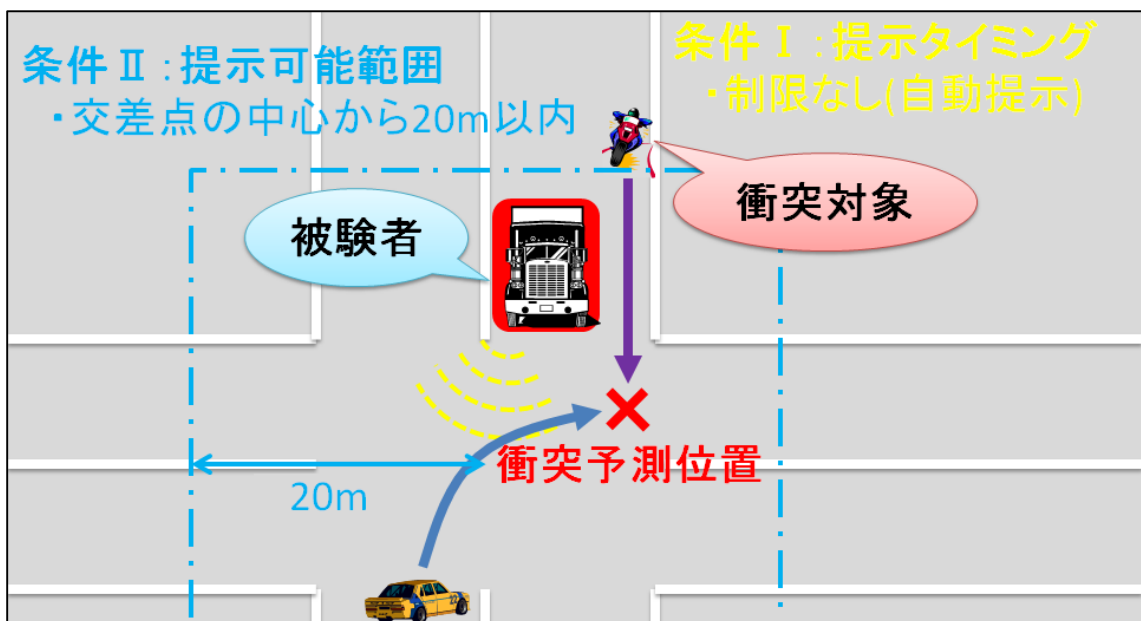 条件Ⅱ:提示可能範囲
・交差点の中心から20m以内
条件Ⅰ:提示タイミング
・制限なし(自動提示)
被験者
衝突対象
衝突予測位置
20m
22